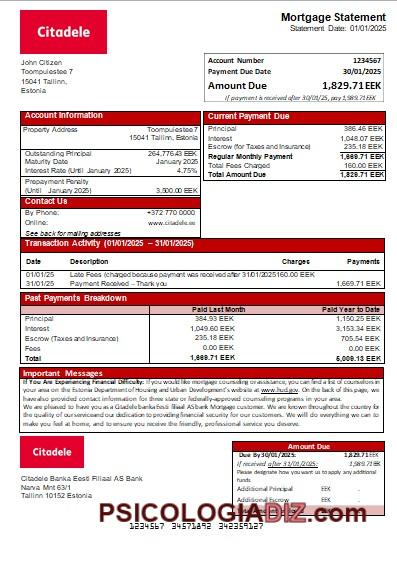 Citadele
Mortgage Statement
Statement Date: 01/01/2025
John Citizen
Toompuiestee 7
15041 Tallinn,
Estonia
Account Number 1234567
Payment Due Date 30/01/2025
Amount Due 1,829.71 EEK
If payment is received after 30/01/25, pay 1,989.71 EEK
Account Information
Property Address Toompuiestee 7
15041 Tallinn, Estonia
Outstanding Principal 264,776.43 EEK
Maturity Date January 2025
Interest Rate (Until January 2025) 4.75%
Prepayment Penalty
(Until January 2025) 3,500.00 EEK
Contact Us
By Phone: +372 770 0000
Online: www.citadele.ee
See back for mailing addresses
Current Payment Due
Principal 386.46 EEK
Interest 1,048.07 EEK
Escrow (for Taxes and Insurance) 235.18 EEK
Regular Monthly Payment 1,669.71 EEK
Total Fees Charged 160.00 EEK
Total Amount Due 1,829.71 EEK
Transaction Activity (01/01/2025 – 31/01/2025)
Date Description Charges Payments
01/01/25 Late Fees (charged because payment was received after 31/01/2025160.00 EEK
31/01/25 Payment Received – Thank you 1,669.71 EEK
Past Payments Breakdown
Paid Last Month Paid Year to Date
Principal 384.93 EEK 1,150.25 EEK
Interest 1,049.60 EEK 3,153.34 EEK
Escrow (Taxes and Insurance) 235.18 EEK 705.54 EEK
Fees 0.00 EEK 0.00 EEK
Total 1,669.71 EEK 5,009.13 EEK
Important Messages
If You Are Experiencing Financial Difficulty: If you would like mortgage counseling or assistance, you can find a list of counselors in
your area on the Estonia Department of Housing and Urban Development's website at www.hud.gov. On the back of this page, we
have also provided contact information for three state or federally-approved counseling programs in your area.
We are pleased to have you as a Citadele banka Eesti filiaal AS bank Mortgage customer. We are known throughout the country for
the quality of our service and our dedication to providing financial security for our customers. We will do everything we can to
make you feel at home, and to ensure you receive the friendly, professional service you deserve.
Citadele
Citadele Banka Eesti Filiaal AS Bank
Narva Mnt 63/1
Tallinn 10152 Estonia
Amount Due
Due By 30/01/2025: 1,829.71 EEK
If received after 31/01/2025: 1,989.71 EEK
Please designate how you want us to apply any additional
funds
Additional Principal EEK .
Additional Escrow EEK .
PSICOLOGIADIZ.com
1234567 34571892 342359127